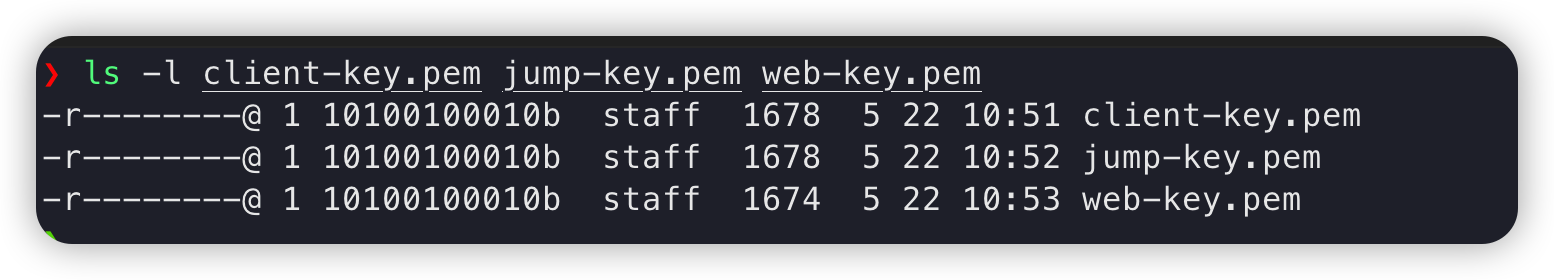 ❯ ls -l client-key.pem jump-key.pem web-key.pem
-r--------@ 1 10100100010b  staff  1678  5 22 10:51 client-key.pem
-r--------@ 1 10100100010b  staff  1678  5 22 10:52 jump-key.pem
-r--------@ 1 10100100010b  staff  1674  5 22 10:53 web-key.pem